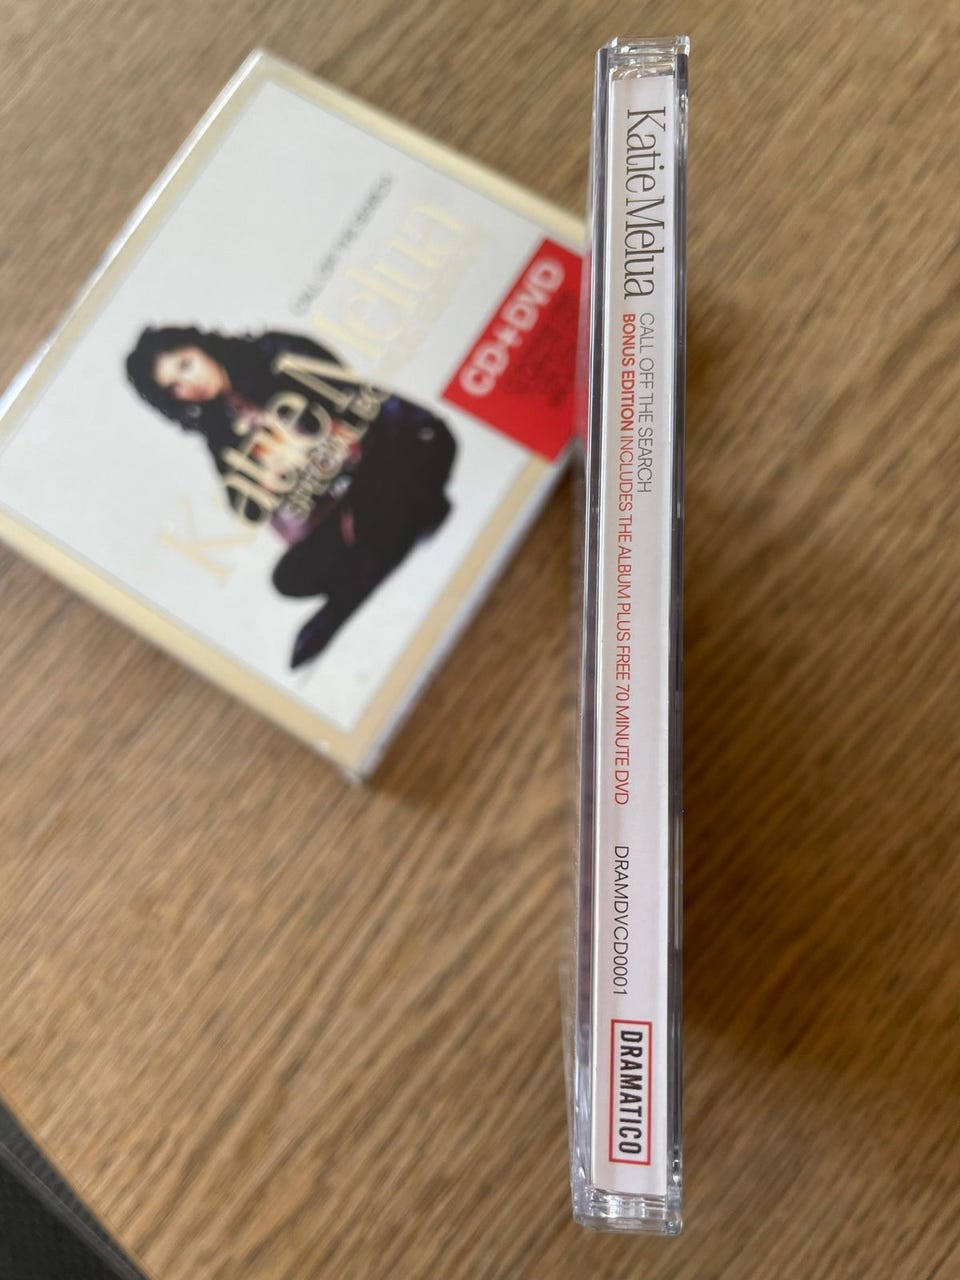 Katie Melua
CALL OFF THE SEARCH
BONUS EDITION INCLUDES THE ALBUM PLUS FREE 70 MINUTE DVD
DRAMDVCD0001
DRAMATICO
CALL OFF THE SEARCH
Katie Melua
CD+DVD